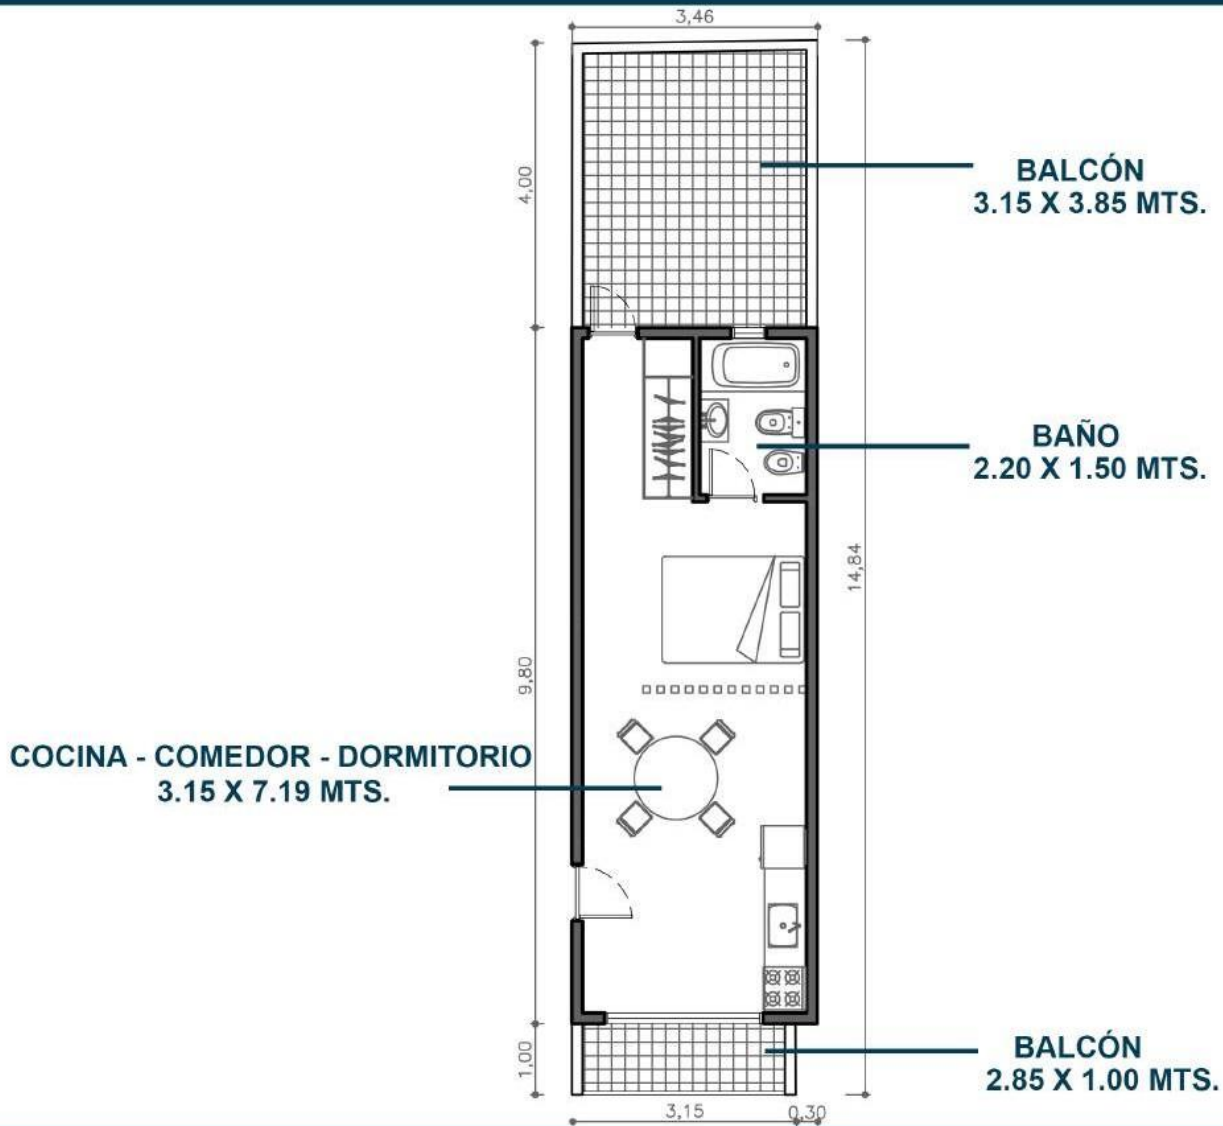 3,46
4,00
BALCÓN
3.15 X 3.85 MTS.
BAÑO
2.20 X 1.50 MTS.
14,84
9,80
COCINA - COMEDOR - DORMITORIO
3.15 X 7.19 MTS.
1,00
BALCÓN
2.85 X 1.00 MTS.
3,15
0,30